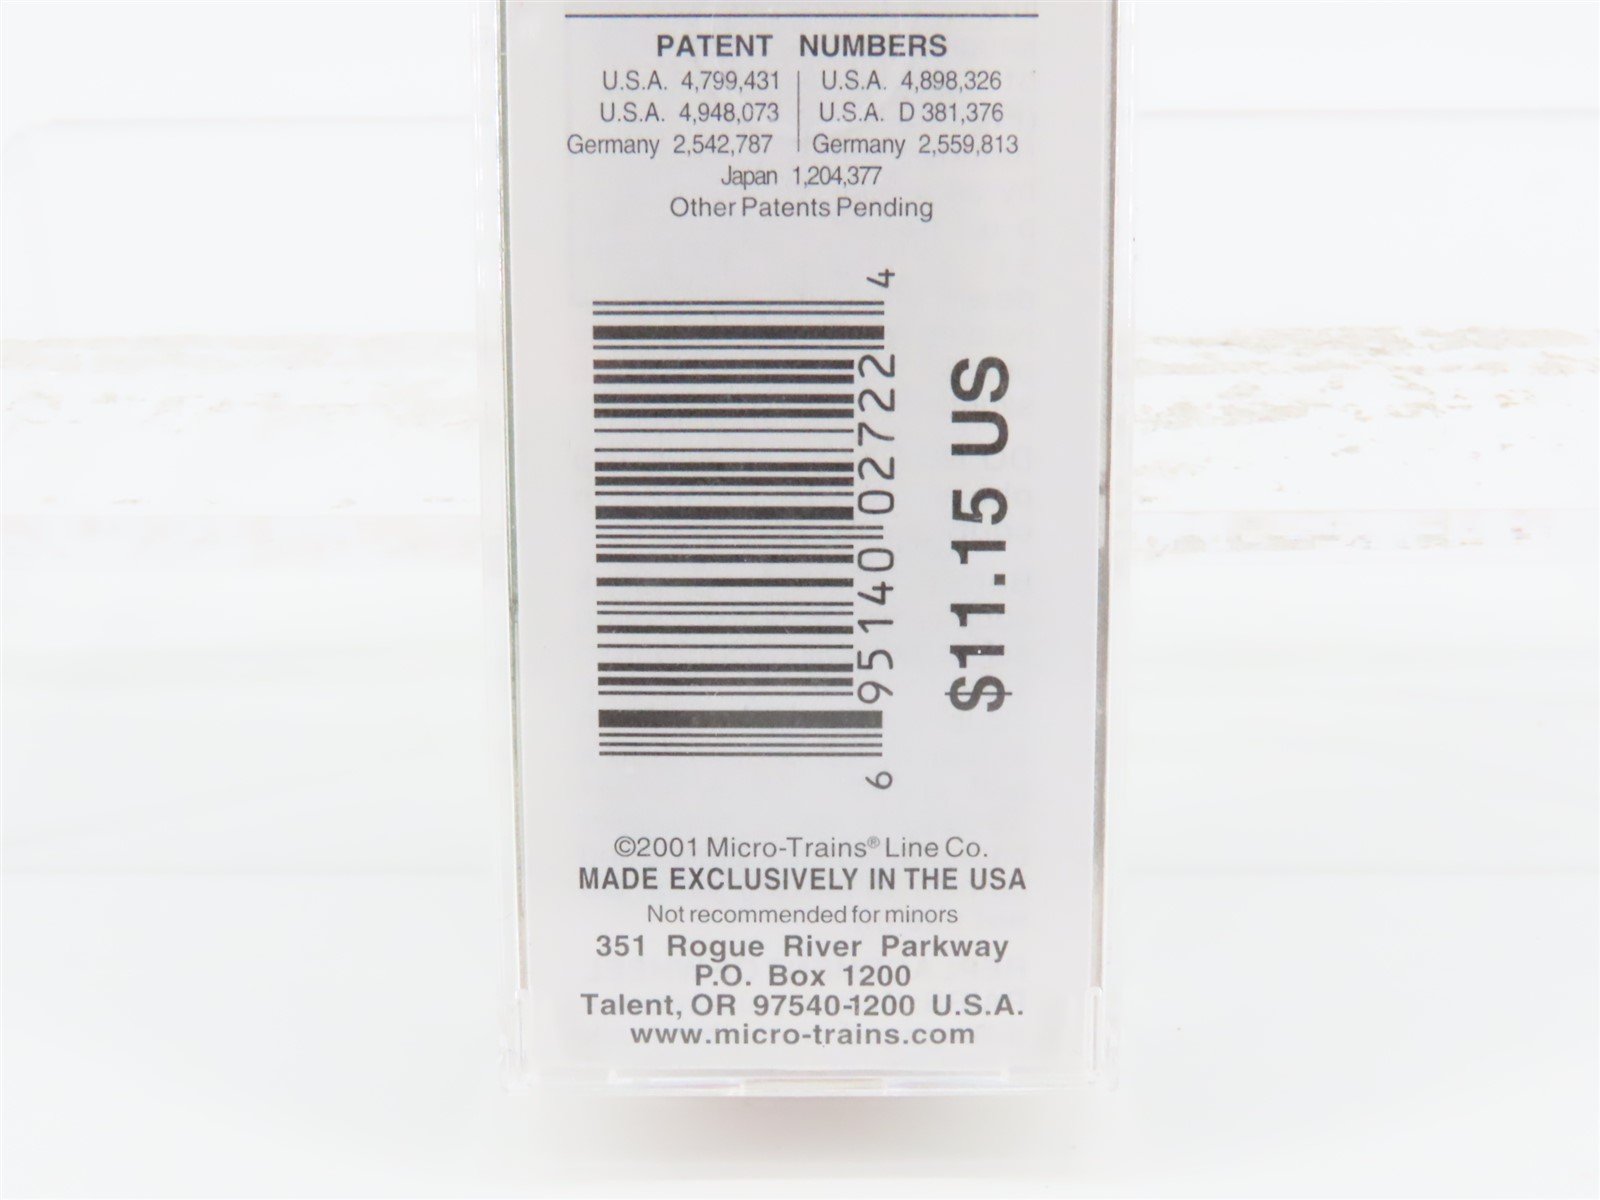 PATENT NUMBERS
U.S.A. 4,799,431 U.S.A. 4,898,326
U.S.A. 4,948,073 U.S.A. D 381,376
Germany 2,542,787 Germany 2,559,813
Japan 1,204,377
Other Patents Pending
6 95140 02722 4
$11.15 US
©2001 Micro-Trains® Line Co.
MADE EXCLUSIVELY IN THE USA
Not recommended for minors
351 Rogue River Parkway
P.O. Box 1200
Talent, OR 97540-1200 U.S.A.
www.micro-trains.com